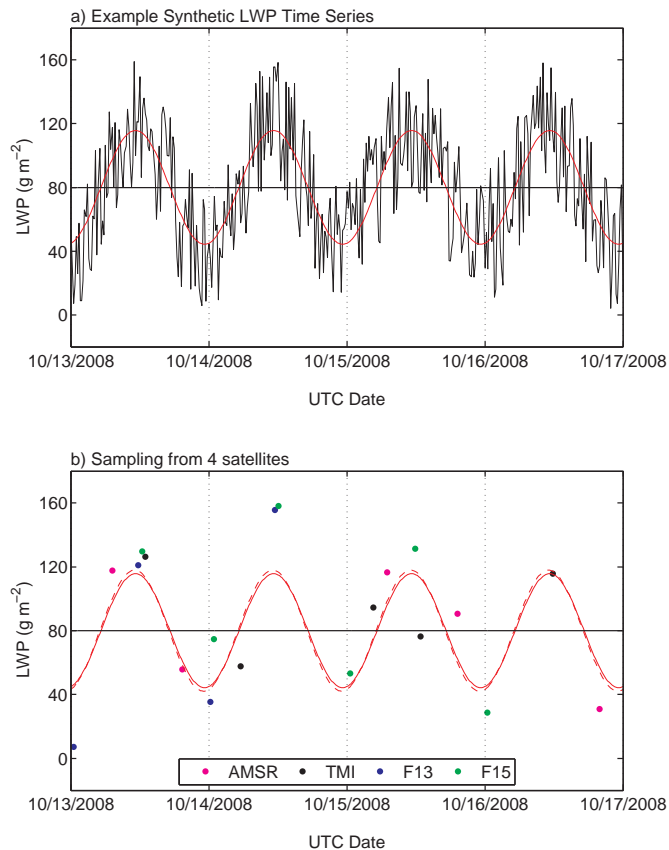 a) Example Synthetic LWP Time Series
160
120
80
40
0
LWP (g m⁻²)
10/13/2008 10/14/2008 10/15/2008 10/16/2008 10/17/2008
UTC Date
b) Sampling from 4 satellites
160
120
80
40
0
LWP (g m⁻²)
AMSR TMI F13 F15
10/13/2008 10/14/2008 10/15/2008 10/16/2008 10/17/2008
UTC Date